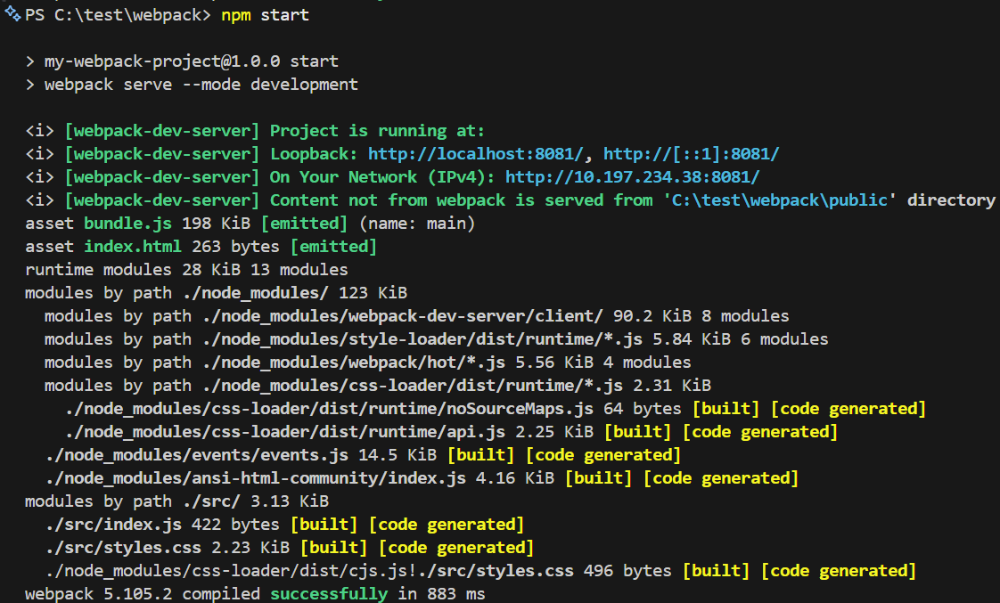 PS C:\test\webpack> npm start
> my-webpack-project@1.0.0 start
> webpack serve --mode development
<i> [webpack-dev-server] Project is running at:
<i> [webpack-dev-server] Loopback: http://localhost:8081/, http://[::1]:8081/
<i> [webpack-dev-server] On Your Network (IPv4): http://10.197.234.38:8081/
<i> [webpack-dev-server] Content not from webpack is served from 'C:\test\webpack\public' directory
asset bundle.js 198 KiB [emitted] (name: main)
asset index.html 263 bytes [emitted]
runtime modules 28 KiB 13 modules
modules by path ./node_modules/ 123 KiB
  modules by path ./node_modules/webpack-dev-server/client/ 90.2 KiB 8 modules
  modules by path ./node_modules/style-loader/dist/runtime/*.js 5.84 KiB 6 modules
  modules by path ./node_modules/webpack/hot/*.js 5.56 KiB 4 modules
  modules by path ./node_modules/css-loader/dist/runtime/*.js 2.31 KiB
    ./node_modules/css-loader/dist/runtime/noSourceMaps.js 64 bytes [built] [code generated]
    ./node_modules/css-loader/dist/runtime/api.js 2.25 KiB [built] [code generated]
  ./node_modules/events/events.js 14.5 KiB [built] [code generated]
  ./node_modules/ansi-html-community/index.js 4.16 KiB [built] [code generated]
modules by path ./src/ 3.13 KiB
  ./src/index.js 422 bytes [built] [code generated]
  ./src/styles.css 2.23 KiB [built] [code generated]
  ./node_modules/css-loader/dist/cjs.js!./src/styles.css 496 bytes [built] [code generated]
webpack 5.105.2 compiled successfully in 883 ms